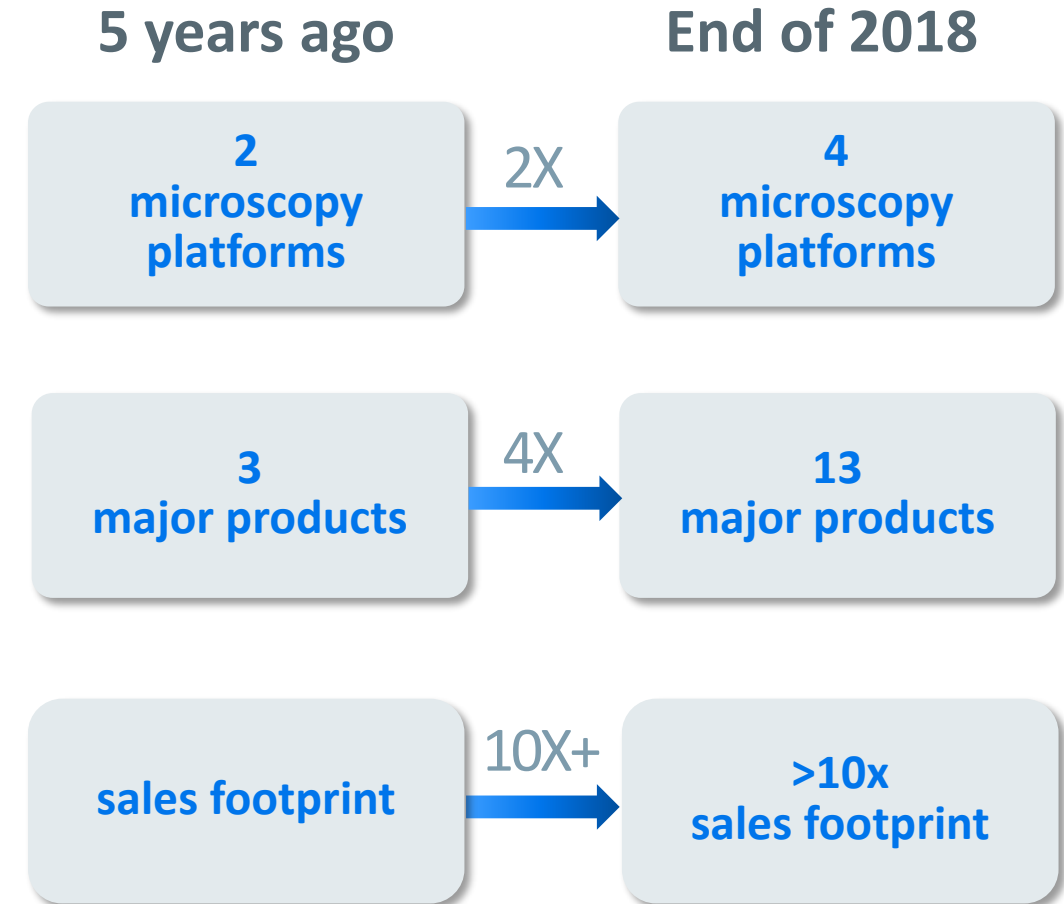 5 years ago
End of 2018
2
microscopy
platforms
2X
4
microscopy
platforms
3
major products
4X
13
major products
sales footprint
10X+
>10x
sales footprint